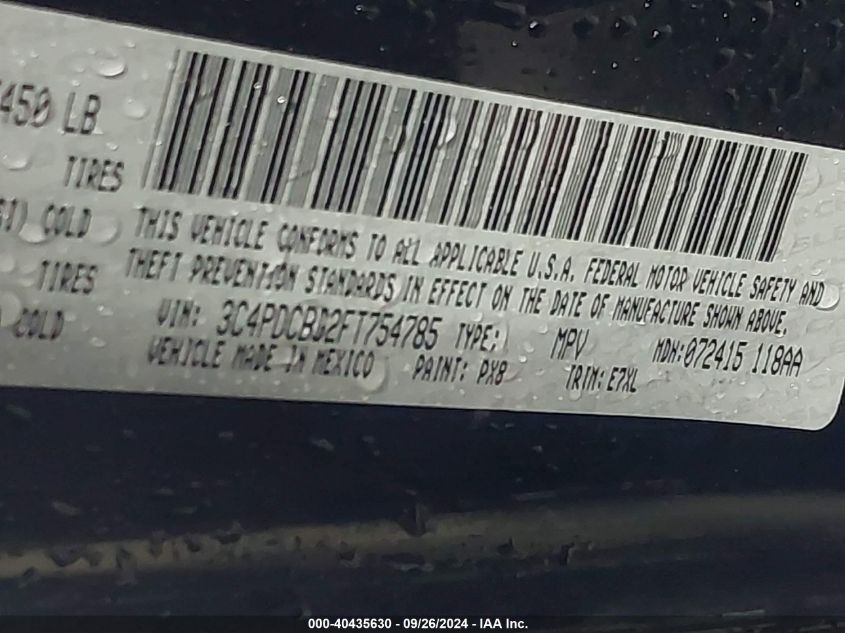 450 LB
TIRES
COLD
TIRES
COLD
THIS VEHICLE CONFORMS TO ALL APPLICABLE U.S.A. FEDERAL MOTOR VEHICLE SAFETY AND
THEFT PREVENTION STANDARDS IN EFFECT ON THE DATE OF MANUFACTURE SHOWN ABOVE.
VIN: 3C4PDCBB2FT754785 TYPE: MPV MDH:072415 118AA
VEHICLE MADE IN MEXICO PAINT: PX8 TRIM: E7XL
000-40435630 - 09/26/2024 - IAA Inc.